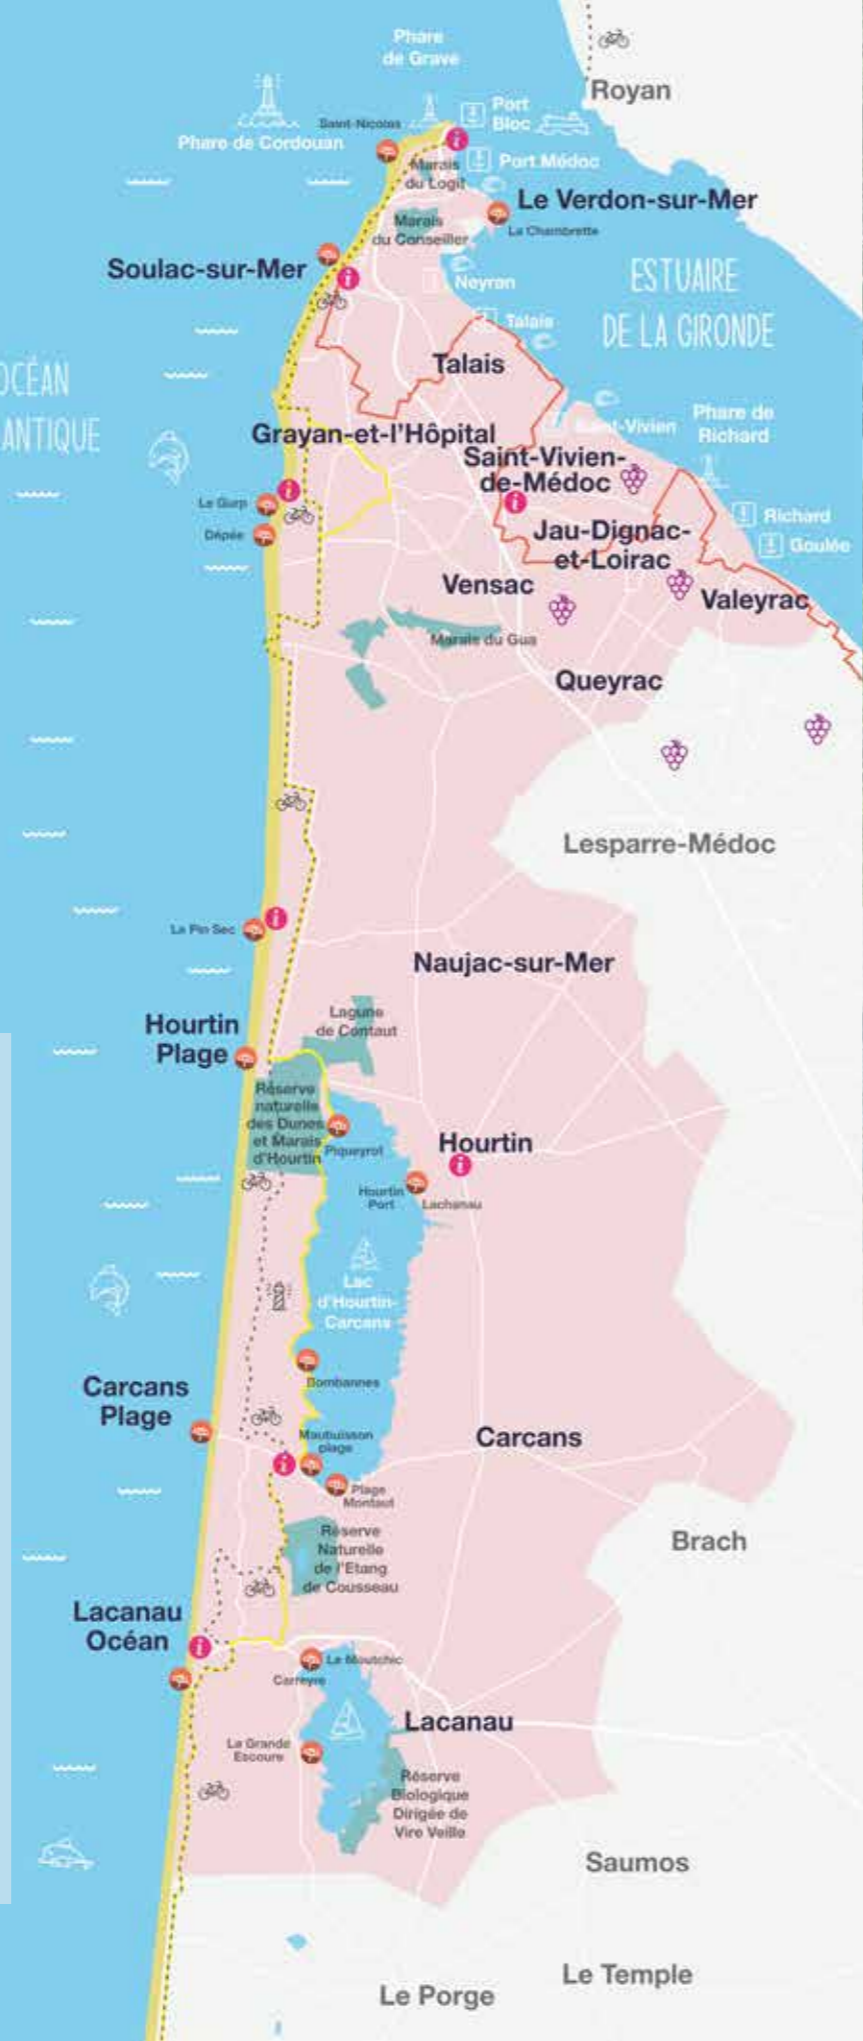 Phare
de Grave
Royan
Port
Bloc
Saint-Nicolas
Phare de Cordouan
Port Médoc
Marais
du Logit
Le Verdon-sur-Mer
La Chambrette
Marais
du Conseiller
Soulac-sur-Mer
Neyran
ESTUAIRE
DE LA GIRONDE
Talais
OCÉAN
ANTIQUE
Talais
Saint-Vivien
Phare de
Richard
Grayan-et-l'Hôpital
Saint-Vivien-
de-Médoc
Le Gurp
Dépée
Richard
Goulée
Jau-Dignac-
et-Loirac
Vensac
Valeyrac
Marais du Gua
Queyrac
Lesparre-Médoc
Le Pin Sec
Naujac-sur-Mer
Hourtin
Plage
Lagune
de Contaut
Réserve
naturelle
des Dunes
et Marais
d'Hourtin
Piqueyrot
Hourtin
Hourtin
Port
Lachanau
Lac
d'Hourtin-
Carcans
Bombannes
Carcans
Plage
Maubuisson
plage
Carcans
Plage
Montaut
Réserve
Naturelle
de l'Etang
de Cousseau
Brach
Lacanau
Océan
Le Moutchic
Carreyre
Lacanau
La Grande
Escoure
Réserve
Biologique
Dirigée de
Vire Vieille
Saumos
Le Temple
Le Porge